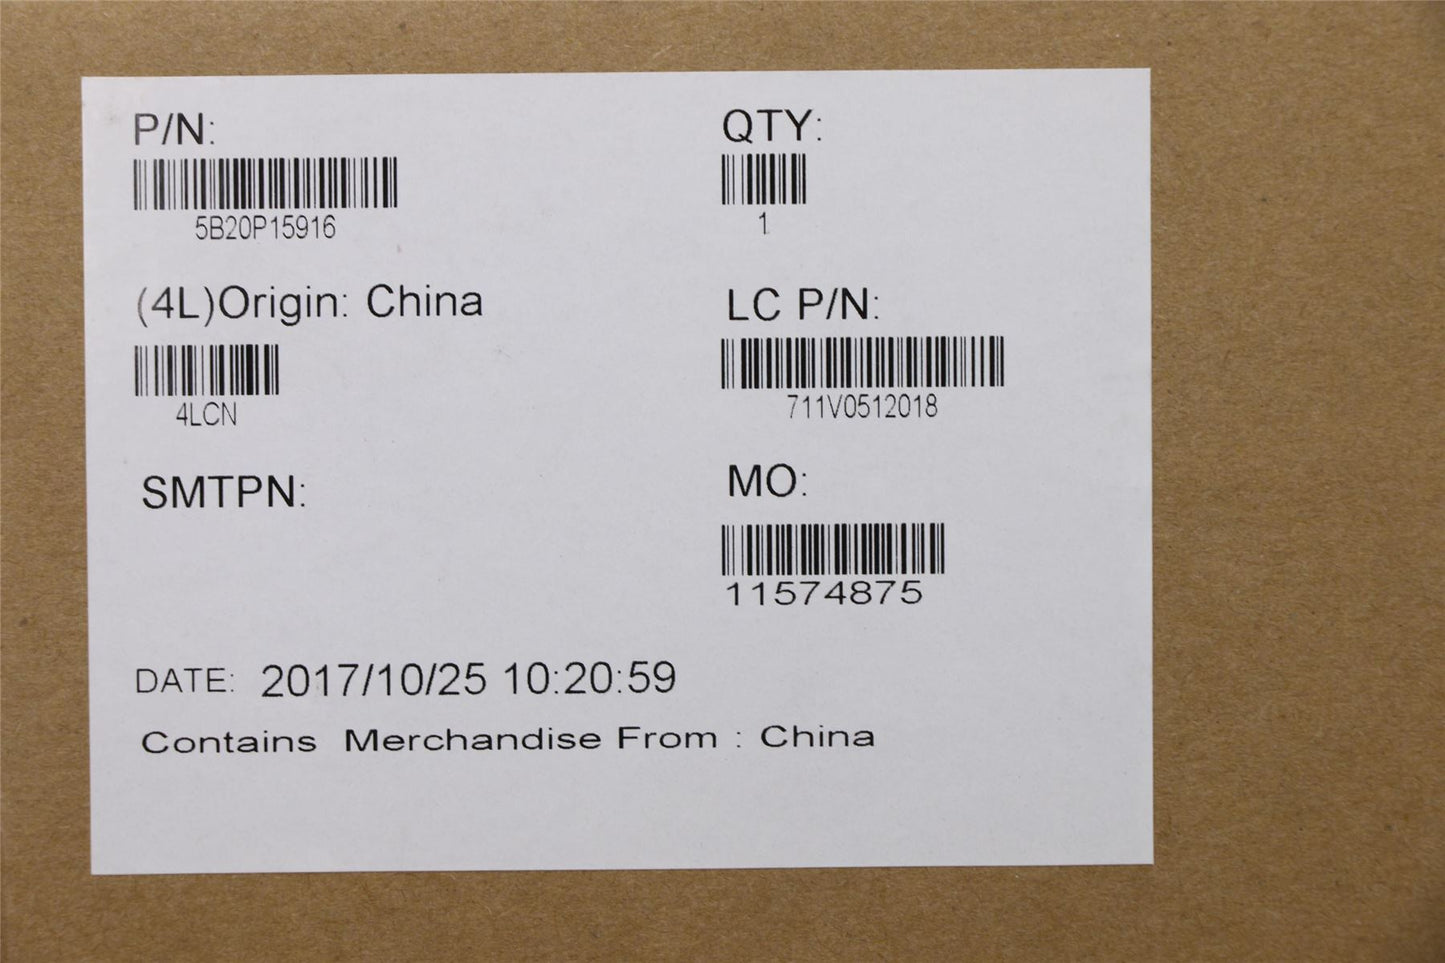 P/N:
5B20P15916
QTY:
1
(4L)Origin: China
4LCN
LC P/N:
711V0512018
SMTPN:
MO:
11574875
DATE: 2017/10/25 10:20:59
Contains Merchandise From : China